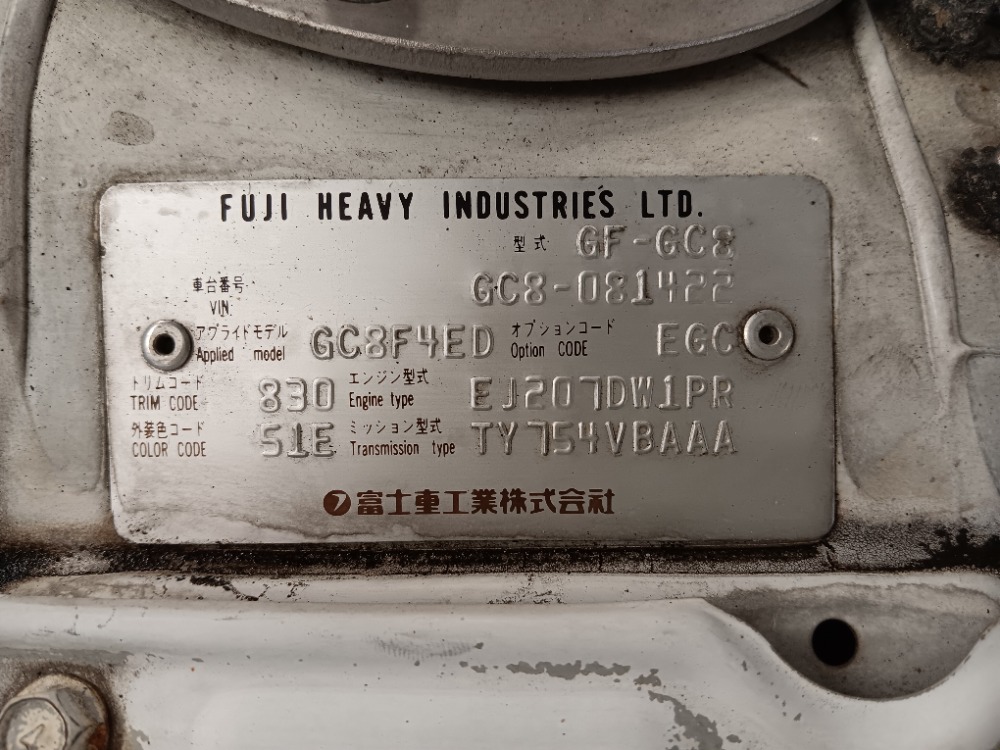 FUJI HEAVY INDUSTRIES LTD.
型式 GF-GC8
車台番号 VIN GC8-081422
アプライドモデル Applied model GC8F4ED オプションコード Option CODE EGC
トリムコード TRIM CODE 830 エンジン型式 Engine type EJ207DW1PR
外装色コード COLOR CODE 51E ミッション型式 Transmission type TY754VBAAA
富士重工業株式会社